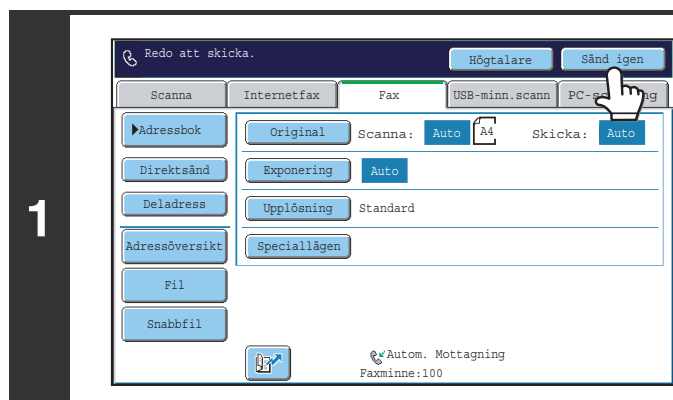 1
Redo att skicka.
Högtalare Sänd igen
Scanna Internetfax Fax USB-minn.scann
Adressbok Original Scanna: Auto A4 Skicka: Auto
Direktsänd Exponering Auto
Deladress Upplösning Standard
Adressöversikt Speciallägen
Fil
Snabbfil
Autom. Mottagning
Faxminne:100